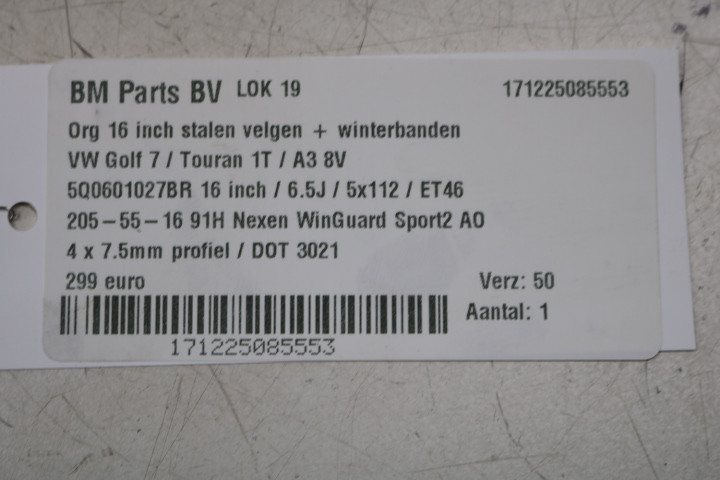 BM Parts BV LOK 19 171225085553
Org 16 inch stalen velgen + winterbanden
VW Golf 7 / Touran 1T / A3 8V
5Q0601027BR 16 inch / 6.5J / 5x112 / ET46
205-55-16 91H Nexen WinGuard Sport2 AO
4 x 7.5mm profiel / DOT 3021
299 euro Verz: 50
Aantal: 1
171225085553